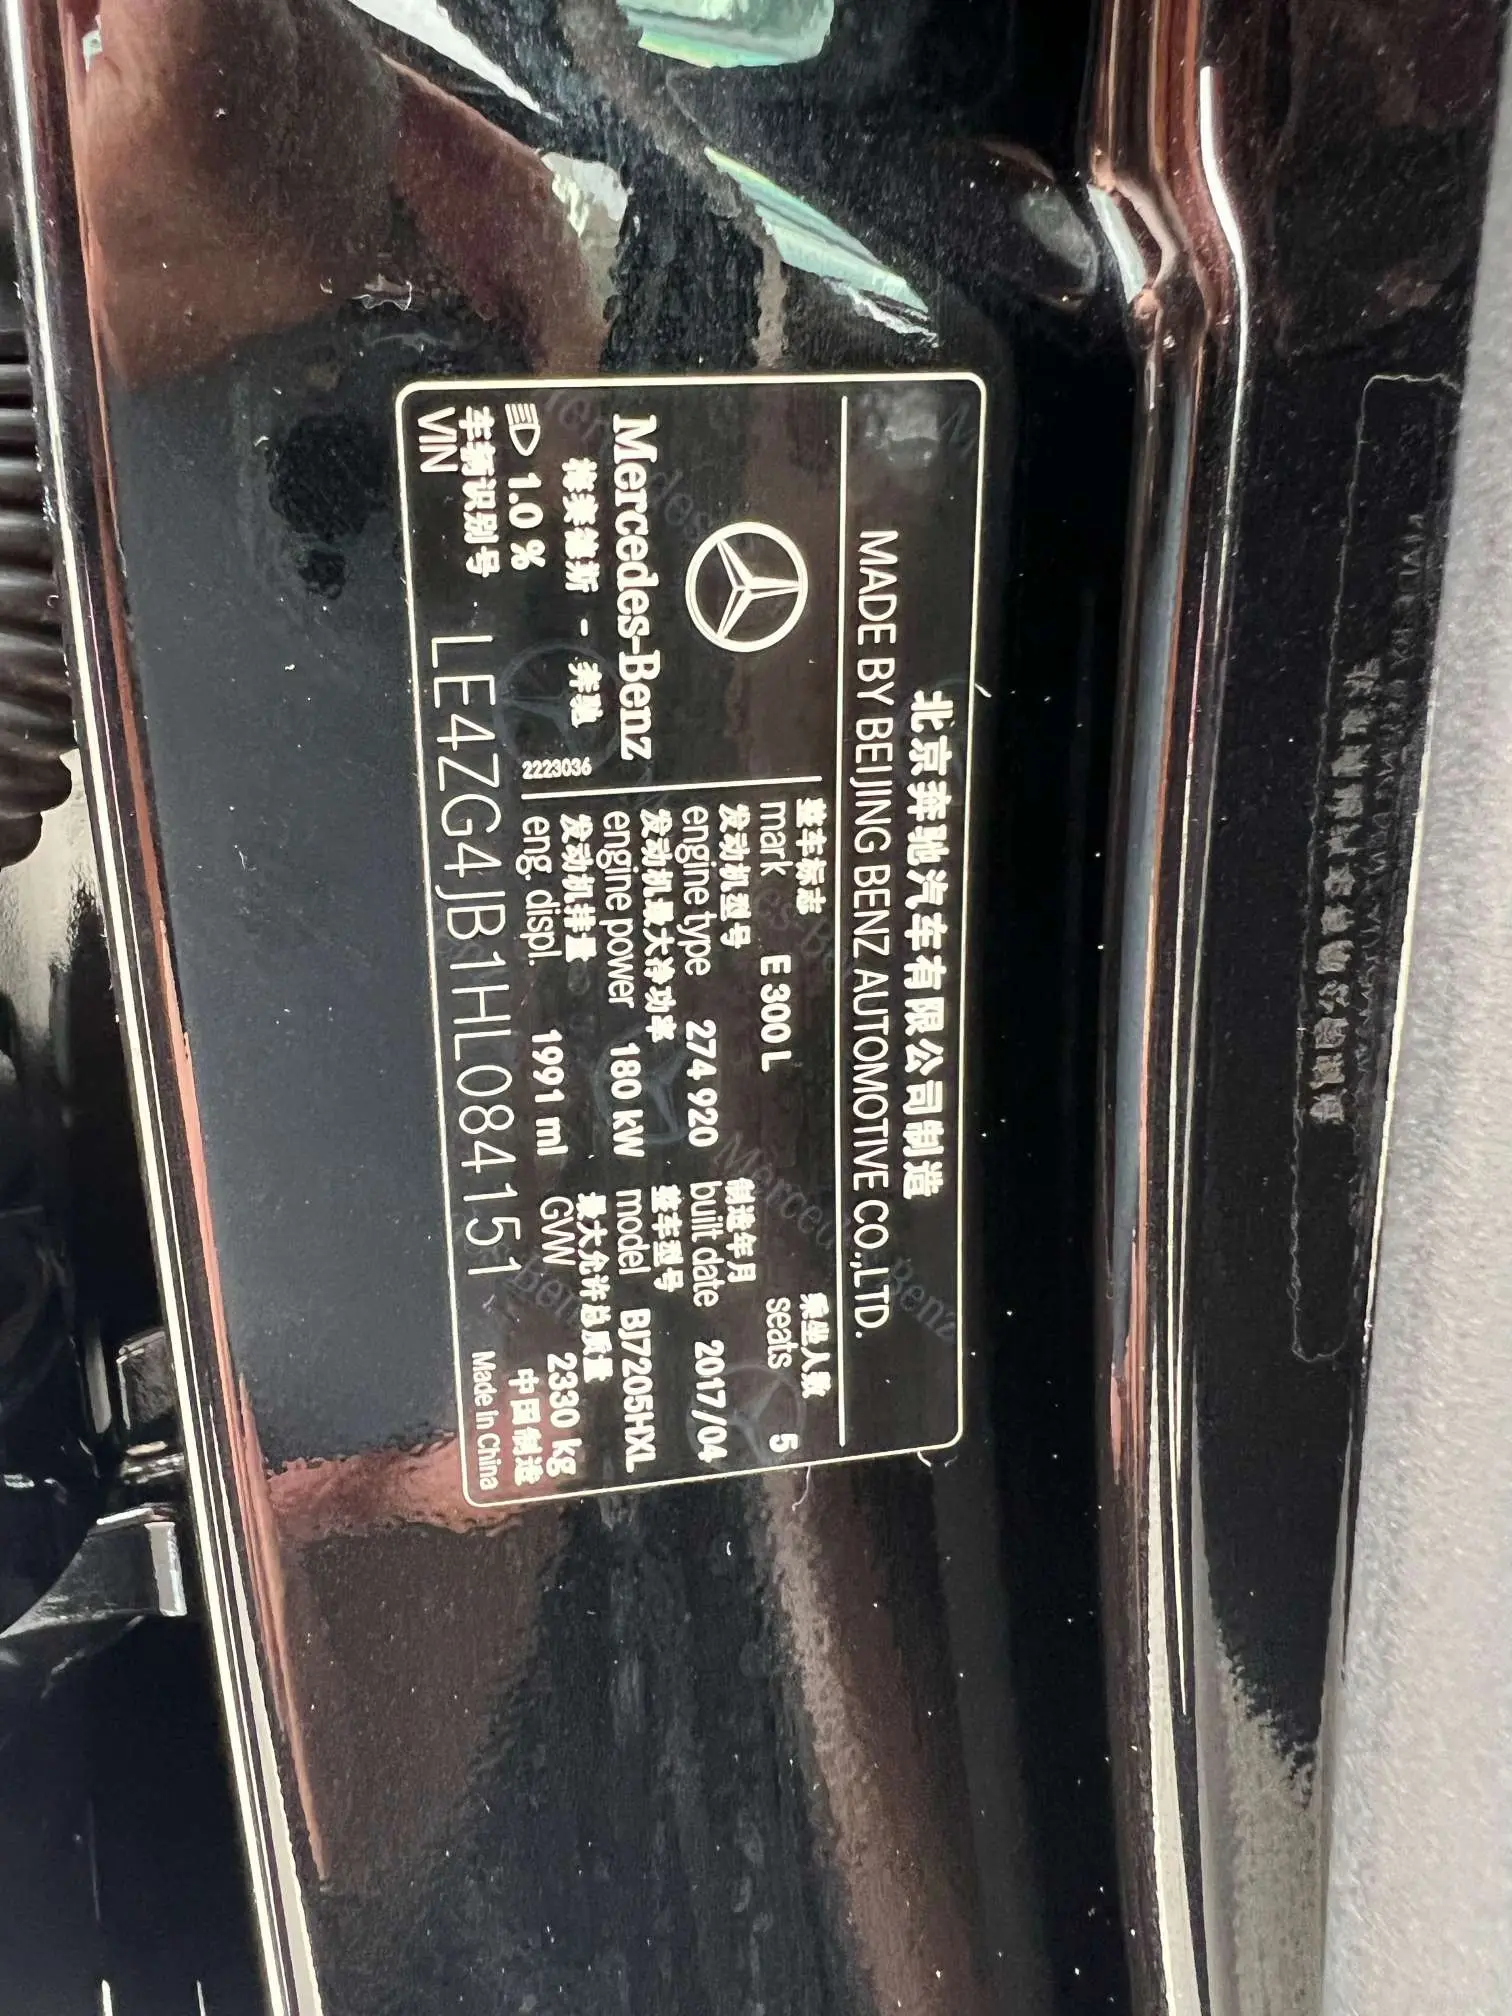 北京奔驰汽车有限公司制造
MADE BY BEIJING BENZ AUTOMOTIVE CO.,LTD.
Mercedes-Benz
梅赛德斯 - 奔驰
1.0 %
2223036
整车标志
mark E 300 L
乘坐人数
seats 5
发动机型号
engine type 274 920
制造年月
built date 2017/04
发动机最大净功率
engine power 180 kW
整车型号
model BJ7205HXL
发动机排量
eng. displ. 1991 ml
最大允许总质量
GVW 2330 kg
车辆识别号
VIN LE4ZG4JB1HL084151
中国制造
Made in China